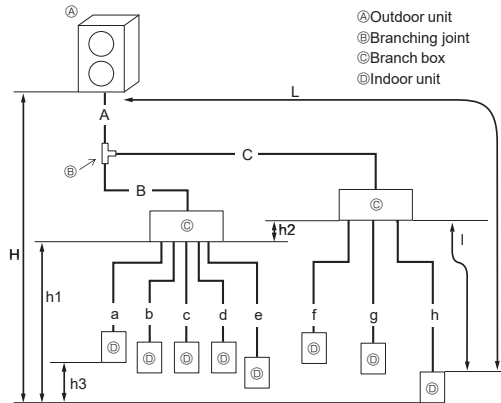 Ⓐ
ⒶOutdoor unit
ⒷBranching joint
ⒸBranch box
ⒹIndoor unit
L
A
Ⓑ
C
B
Ⓒ
Ⓒ
h2
l
H
h1
a
b
c
d
e
f
g
h
Ⓓ
Ⓓ
Ⓓ
Ⓓ
Ⓓ
Ⓓ
Ⓓ
Ⓓ
h3